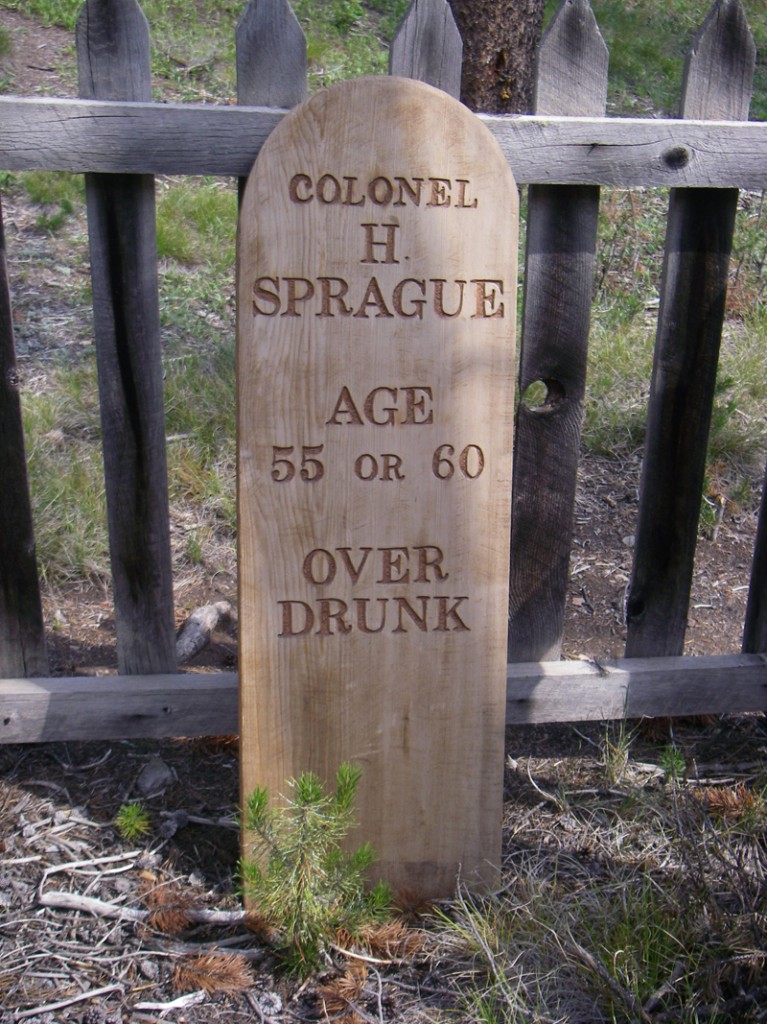 COLONEL
H.
SPRAGUE
AGE
55 OR 60
OVER
DRUNK